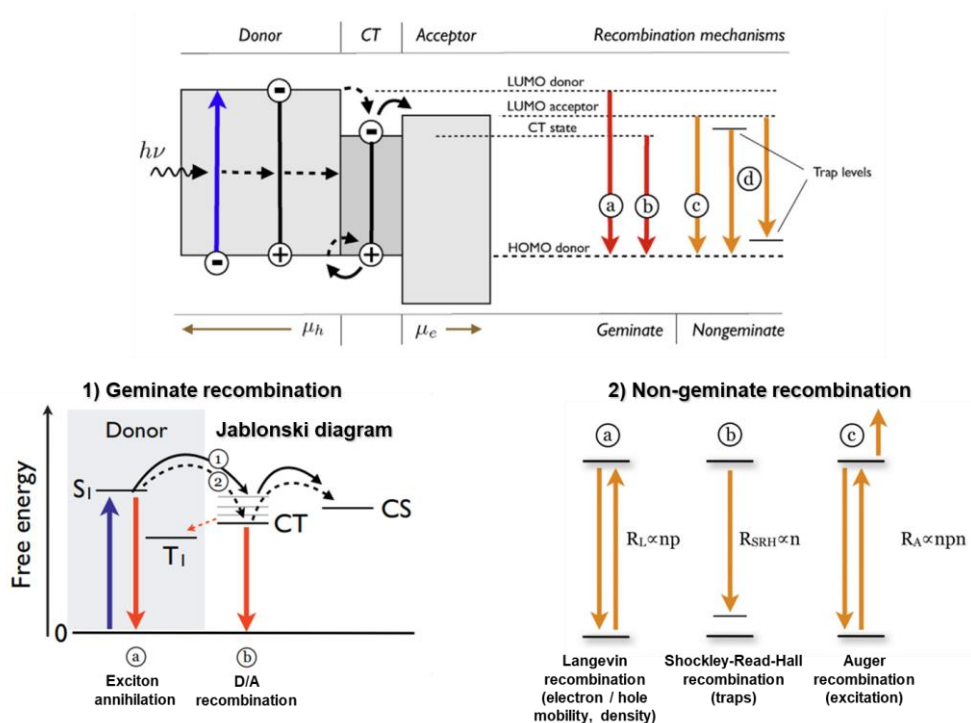 Donor
CT
Acceptor
Recombination mechanisms
LUMO donor
LUMO acceptor
CT state
hν
Trap levels
a
b
c
d
HOMO donor
μh
μe
Geminate
Nongeminate
1) Geminate recombination
2) Non-geminate recombination
Donor
Jablonski diagram
Free energy
S1
1
2
CT
CS
T1
0
a
b
Exciton
annihilation
D/A
recombination
a
b
c
RL∝np
RSRH∝n
RA∝npn
Langevin
recombination
(electron / hole
mobility, density)
Shockley-Read-Hall
recombination
(traps)
Auger
recombination
(excitation)